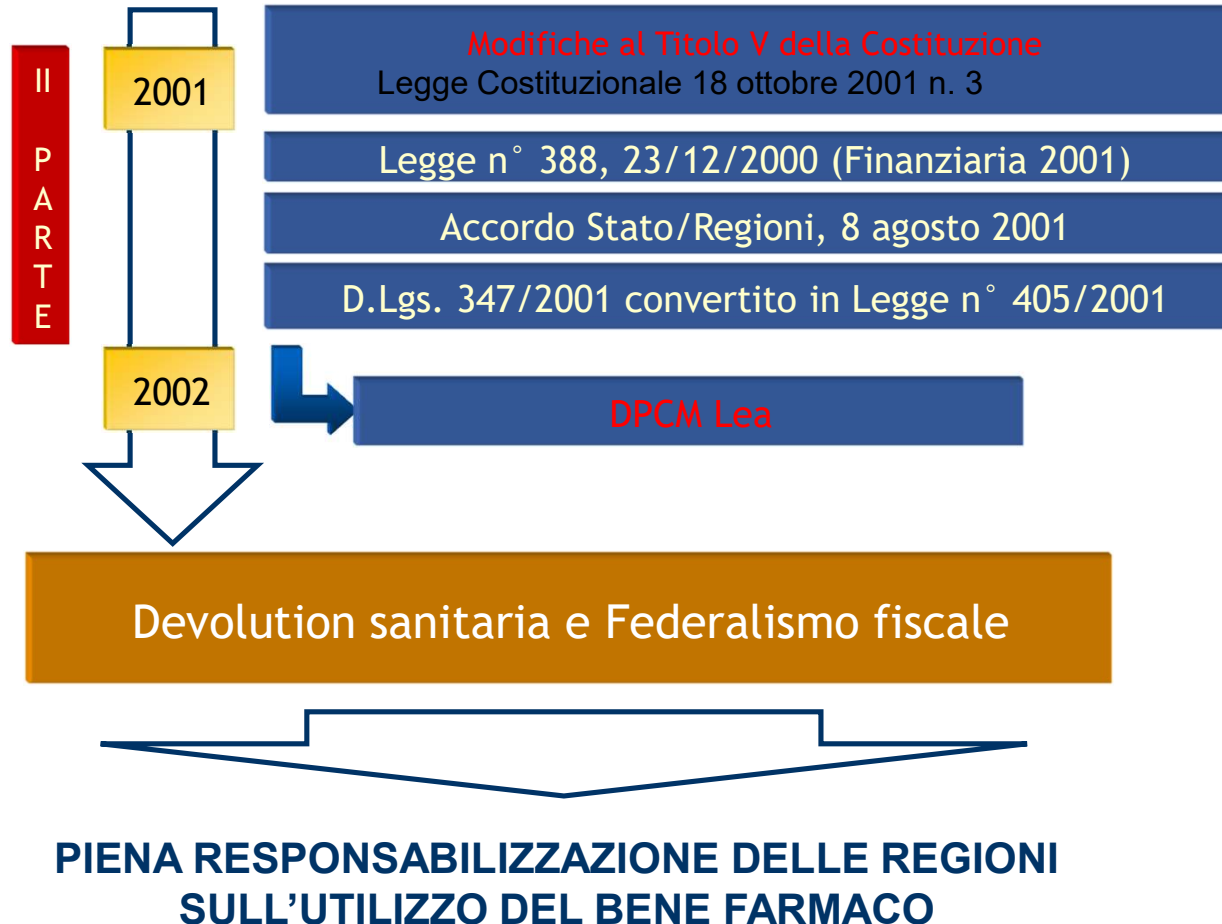 II
P
A
R
T
E
2001
Modifiche al Titolo V della Costituzione
Legge Costituzionale 18 ottobre 2001 n. 3
Legge n° 388, 23/12/2000 (Finanziaria 2001)
Accordo Stato/Regioni, 8 agosto 2001
D.Lgs. 347/2001 convertito in Legge n° 405/2001
2002
DPCM Lea
Devolution sanitaria e Federalismo fiscale
PIENA RESPONSABILIZZAZIONE DELLE REGIONI
SULL’UTILIZZO DEL BENE FARMACO